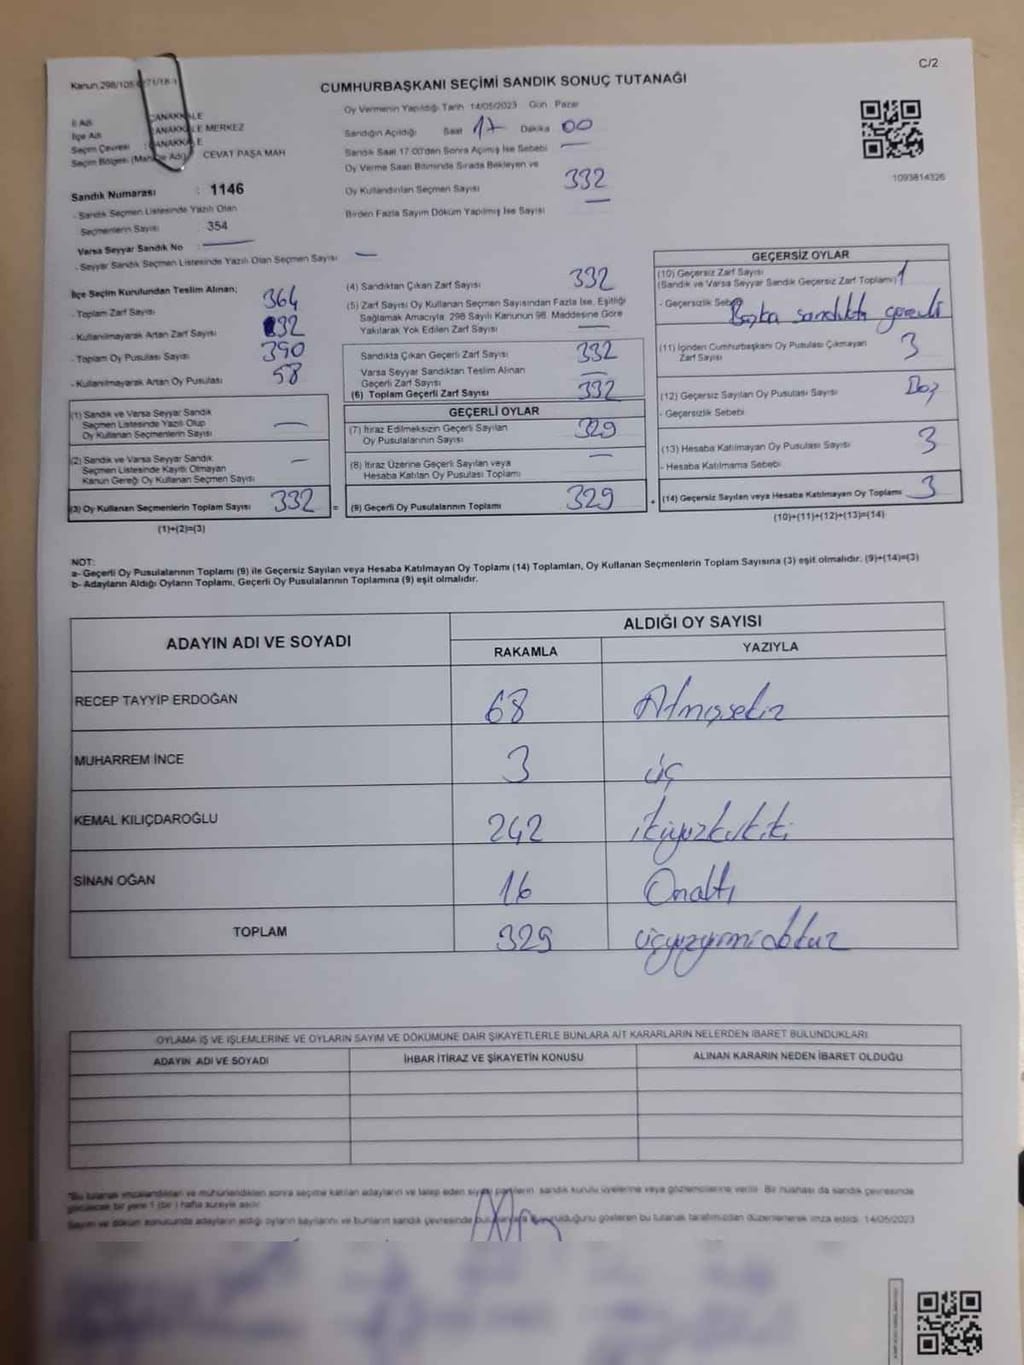 Kanun 298/105
C/2
CUMHURBAŞKANI SEÇİMİ SANDIK SONUÇ TUTANAĞI
Oy Vermenin Yapıldığı Tarih 14/05/2023 Gün Pazar
Sandığın Açıldığı Saat 17 Dakika 00
Sandık Saat 17:00'den Sonra Açılmış İse Sebebi —
Oy Verme Saati Bitiminde Sırada Bekleyen ve
Oy Kullandırılan Seçmen Sayısı 332
Birden Fazla Sayım Döküm Yapılmış İse Sayısı —
İl Adı ÇANAKKALE
İlçe Adı ÇANAKKALE MERKEZ
Seçim Çevresi ÇANAKKALE
Seçim Bölgesi CEVAT PAŞA MAH
Sandık Numarası : 1146
- Sandık Seçmen Listesinde Yazılı Olan
Seçmenlerin Sayısı : 354
Varsa Seyyar Sandık No : —
- Seyyar Sandık Seçmen Listesinde Yazılı Olan Seçmen Sayısı : —
1093814326
İlçe Seçim Kurulundan Teslim Alınan;
- Toplam Zarf Sayısı 364
- Kullanılmayarak Artan Zarf Sayısı 32
- Toplam Oy Pusulası Sayısı 390
- Kullanılmayarak Artan Oy Pusulası 58
(1) Sandık ve Varsa Seyyar Sandık
Seçmen Listesinde Yazılı Olup
Oy Kullanan Seçmenlerin Sayısı —
(2) Sandık ve Varsa Seyyar Sandık
Seçmen Listesinde Kayıtlı Olmayan
Kanun Gereği Oy Kullanan Seçmen Sayısı —
(3) Oy Kullanan Seçmenlerin Toplam Sayısı 332 =
(1)+(2)=(3)
(4) Sandıktan Çıkan Zarf Sayısı 332
(5) Zarf Sayısı Oy Kullanan Seçmen Sayısından Fazla İse, Eşitliği
Sağlamak Amacıyla, 298 Sayılı Kanunun 98. Maddesine Göre
Yakılarak Yok Edilen Zarf Sayısı —
Sandıkta Çıkan Geçerli Zarf Sayısı 332
Varsa Seyyar Sandıktan Teslim Alınan
Geçerli Zarf Sayısı —
(6) Toplam Geçerli Zarf Sayısı 332
GEÇERLİ OYLAR
(7) İtiraz Edilmeksizin Geçerli Sayılan
Oy Pusulalarının Sayısı 329
(8) İtiraz Üzerine Geçerli Sayılan veya
Hesaba Katılan Oy Pusulası Toplamı —
(9) Geçerli Oy Pusulalarının Toplamı 329 +
GEÇERSİZ OYLAR
(10) Geçersiz Zarf Sayısı
(Sandık ve Varsa Seyyar Sandık Geçersiz Zarf Toplamı) 1
- Geçersizlik Sebebi Başka sandıkta
(11) İçinden Cumhurbaşkanı Oy Pusulası Çıkmayan
Zarf Sayısı 3
(12) Geçersiz Sayılan Oy Pusulası Sayısı
- Geçersizlik Sebebi
(13) Hesaba Katılmayan Oy Pusulası Sayısı 3
- Hesaba Katılmama Sebebi
(14) Geçersiz Sayılan veya Hesaba Katılmayan Oy Toplamı 3
(10)+(11)+(12)+(13)=(14)
NOT:
a- Geçerli Oy Pusulalarının Toplamı (9) ile Geçersiz Sayılan veya Hesaba Katılmayan Oy Toplamı (14) Toplamları, Oy Kullanan Seçmenlerin Toplam Sayısına (3) eşit olmalıdır. (9)+(14)=(3)
b- Adayların Aldığı Oyların Toplamı, Geçerli Oy Pusulalarının Toplamına (9) eşit olmalıdır.
ADAYIN ADI VE SOYADI
ALDIĞI OY SAYISI
RAKAMLA YAZIYLA
RECEP TAYYİP ERDOĞAN 68 Atmışsekiz
MUHARREM İNCE 3 üç
KEMAL KILIÇDAROĞLU 242 ikiyüzkırkiki
SİNAN OĞAN 16 Onaltı
TOPLAM 329 üçyüzyirmidokuz
OYLAMA İŞ VE İŞLEMLERİNE VE OYLARIN SAYIM VE DÖKÜMÜNE DAİR ŞİKAYETLERLE BUNLARA AİT KARARLARIN NELERDEN İBARET BULUNDUKLARI
ADAYIN ADI VE SOYADI İHBAR İTİRAZ VE ŞİKAYETİN KONUSU ALINAN KARARIN NEDEN İBARET OLDUĞU
"Bu tutanak imzalandıktan ve mühürlendikten sonra seçime katılan adayların ve talep eden siyasi partilerin sandık kurulu üyelerine veya gözlemcilerine verilir. Bir nüshası da sandık çevresinde
görülecek bir yere 1 (bir) hafta süreyle asılır.
Sayım ve döküm sonucunda adayların aldığı oyların sayılarını ve bunların sandık çevresinde olduğunu gösteren bu tutanak tarafımızdan düzenlenerek imza edildi. 14/05/2023